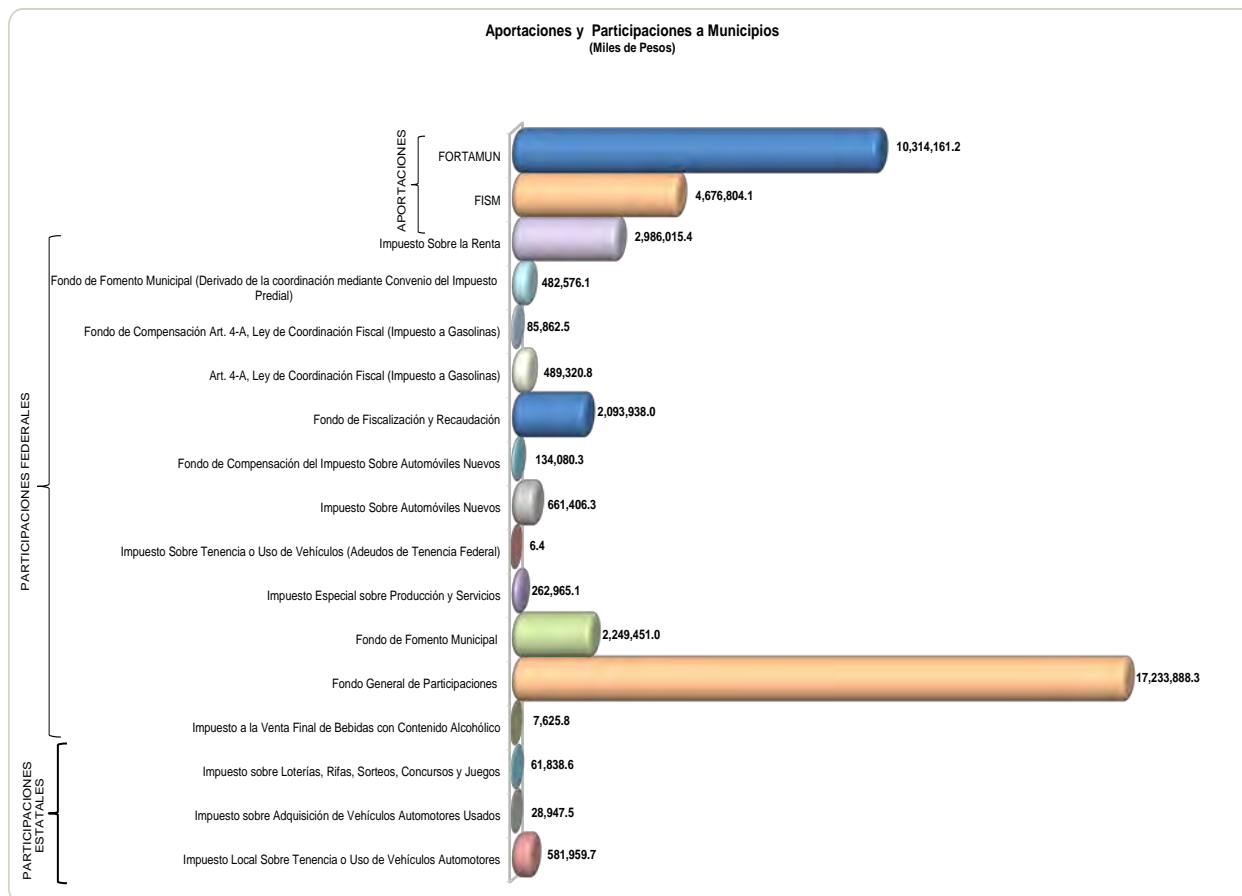 Aportaciones y Participaciones a Municipios
(Miles de Pesos)
APORTACIONES
FORTAMUN
10,314,161.2
FISM
4,676,804.1
PARTICIPACIONES FEDERALES
Impuesto Sobre la Renta
2,986,015.4
Fondo de Fomento Municipal (Derivado de la coordinación mediante Convenio del Impuesto
Predial)
482,576.1
Fondo de Compensación Art. 4-A, Ley de Coordinación Fiscal (Impuesto a Gasolinas)
85,862.5
Art. 4-A, Ley de Coordinación Fiscal (Impuesto a Gasolinas)
489,320.8
Fondo de Fiscalización y Recaudación
2,093,938.0
Fondo de Compensación del Impuesto Sobre Automóviles Nuevos
134,080.3
Impuesto Sobre Automóviles Nuevos
661,406.3
Impuesto Sobre Tenencia o Uso de Vehículos (Adeudos de Tenencia Federal)
6.4
Impuesto Especial sobre Producción y Servicios
262,965.1
Fondo de Fomento Municipal
2,249,451.0
Fondo General de Participaciones
17,233,888.3
Impuesto a la Venta Final de Bebidas con Contenido Alcohólico
7,625.8
PARTICIPACIONES
ESTATALES
Impuesto sobre Loterías, Rifas, Sorteos, Concursos y Juegos
61,838.6
Impuesto sobre Adquisición de Vehículos Automotores Usados
28,947.5
Impuesto Local Sobre Tenencia o Uso de Vehículos Automotores
581,959.7